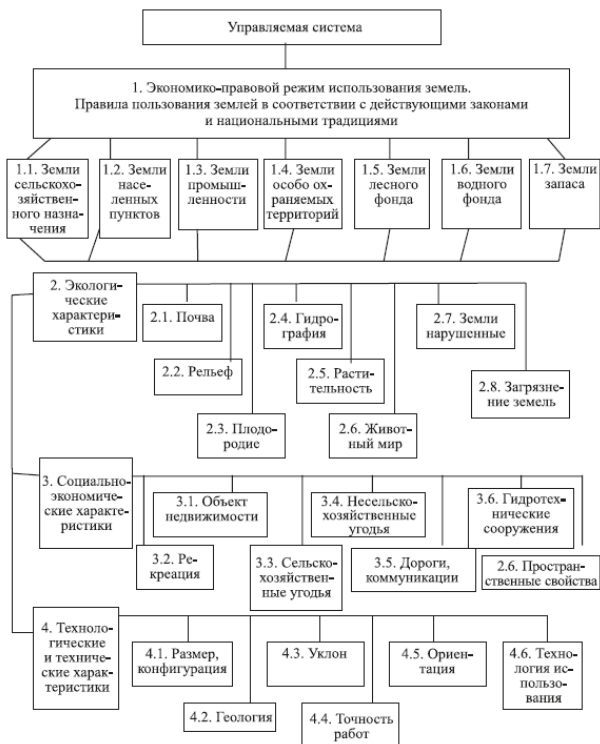 Управляемая система
1. Экономико-правовой режим использования земель.
Правила пользования землей в соответствии с действующими законами
и национальными традициями
1.1. Земли
сельскохо-
зяйствен-
ного назна-
чения
1.2. Земли
насе-
ленных
пунктов
1.3. Земли
промыш-
ленности
1.4. Земли
особо ох-
раняемых
территорий
1.5. Земли
лесного
фонда
1.6. Земли
водного
фонда
1.7. Земли
запаса
2. Экологи-
ческие
характери-
стики
2.1. Почва
2.2. Рельеф
2.3. Плодо-
родие
2.4. Гидро-
графия
2.5. Расти-
тельность
2.6. Живот-
ный мир
2.7. Земли
нарушенные
2.8. Загрязне-
ние земель
3. Социально-
экономиче-
ские характе-
ристики
3.1. Объект
недвижимости
3.2. Ре-
креация
3.3. Сельско-
хозяйствен-
ные угодья
3.4. Несельско-
хозяйственные
угодья
3.5. Дороги,
коммуникации
3.6. Гидротех-
нические
сооружения
2.6. Пространст-
венные свойства
4. Техноло-
гические
и техниче-
ские харак-
теристики
4.1. Размер,
конфигурация
4.2. Геология
4.3. Уклон
4.4. Точность
работ
4.5. Ориен-
тация
4.6. Техно-
логия ис-
пользо-
вания